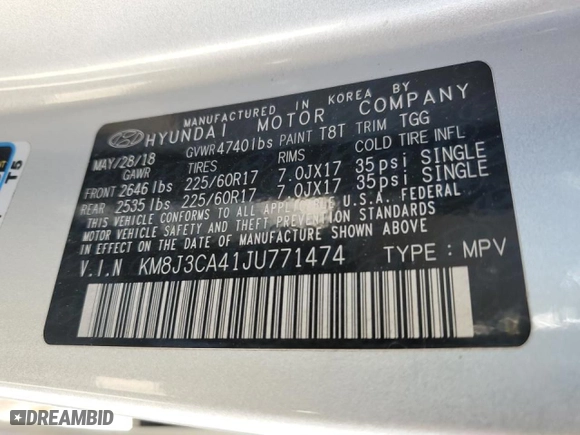 MANUFACTURED IN KOREA BY
HYUNDAI MOTOR COMPANY
MAY/28/18 GVWR 4740lbs PAINT T8T TRIM TGG
GAWR TIRES RIMS COLD TIRE INFL
FRONT 2646 lbs 225/60R17 7.0JX17 35psi SINGLE
REAR 2535 lbs 225/60R17 7.0JX17 35psi SINGLE
THIS VEHICLE CONFORMS TO ALL APPLICABLE U.S.A. FEDERAL
MOTOR VEHICLE SAFETY AND BUMPER STANDARDS
IN EFFECT ON THE DATE OF MANUFACTURE SHOWN ABOVE.
V.I.N KM8J3CA41JU771474 TYPE : MPV
DREAMBID